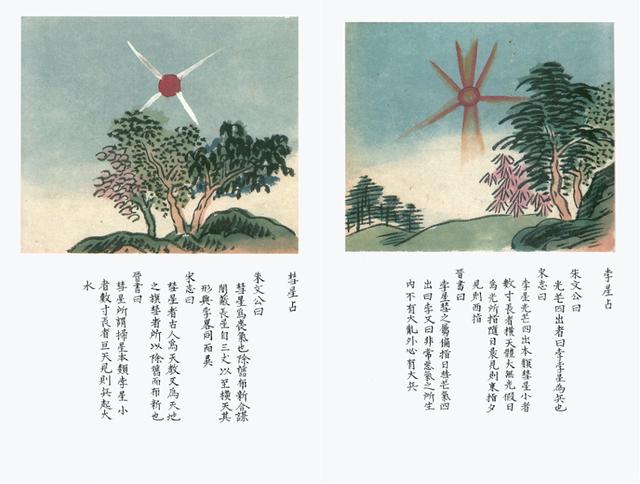 孛星占
朱文公曰
光芒四出者曰孛孛星為兵也
宋志曰
孛星光芒四出本類彗星小者
數寸長者橫天體大無光假日
為光所指隨日晨見則東指夕
見則西指
晉書曰
孛星彗之屬偏指曰彗芒氣四
出曰孛又曰非常惡氣之所生
內不有大亂外必有大兵
彗星占
朱文公曰
彗星為喪氣也除舊布新合謀
闇蔽長星自三丈以至橫天其
形與孛畧同而異
宋志曰
彗星者古人為天教又為天地
之旗彗者所以除舊而布新也
晉書曰
彗星所謂掃星本類孛星小
者數寸長者亘天見則兵起大
水